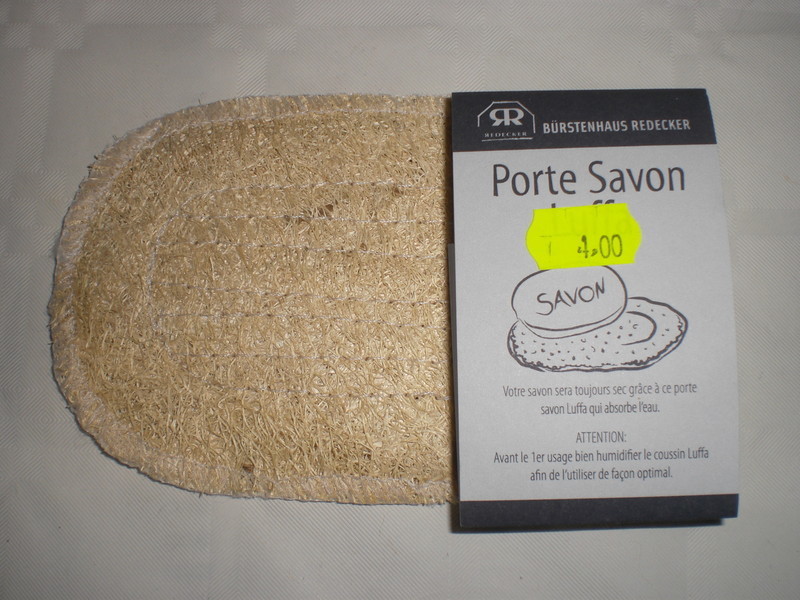 RR
REDECKER
BÜRSTENHAUS REDECKER
Porte Savon
4,00
SAVON
Votre savon sera toujours sec grâce à ce porte
savon Luffa qui absorbe l'eau.
ATTENTION:
Avant le 1er usage bien humidifier le coussin Luffa
afin de l'utiliser de façon optimal.